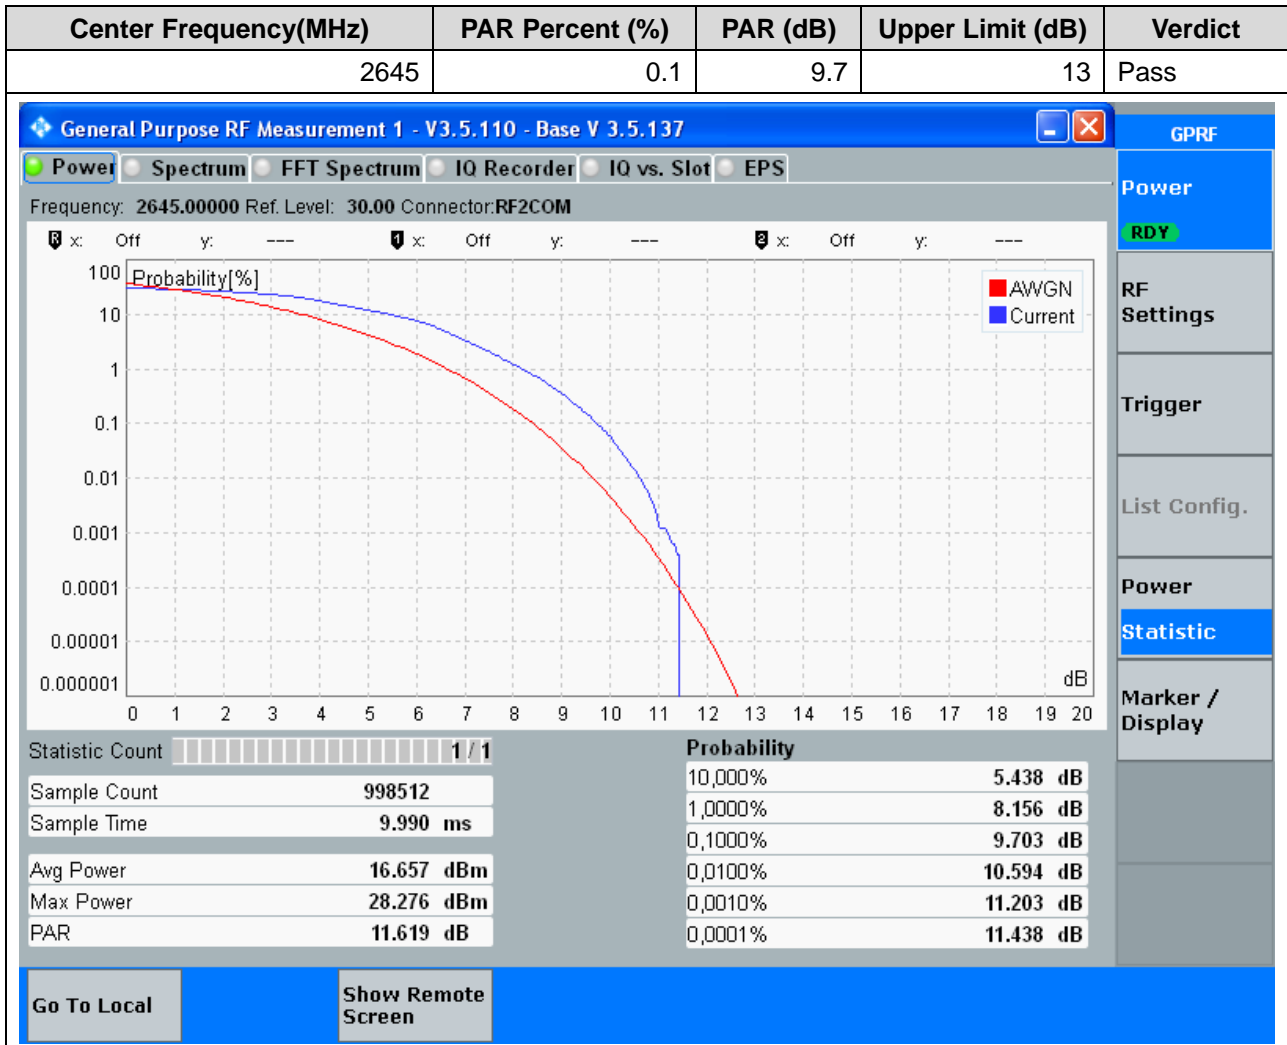 Center Frequency(MHz) PAR Percent (%) PAR (dB) Upper Limit (dB) Verdict
2645 0.1 9.7 13 Pass
General Purpose RF Measurement 1 - V3.5.110 - Base V 3.5.137
GPRF
Power Spectrum FFT Spectrum IQ Recorder IQ vs. Slot EPS
Frequency: 2645.00000 Ref. Level: 30.00 Connector:RF2COM
R x: Off y: --- 1 x: Off y: --- 2 x: Off y: ---
Probability[%]
AWGN
Current
100
10
1
0.1
0.01
0.001
0.0001
0.00001
0.000001
dB
0 1 2 3 4 5 6 7 8 9 10 11 12 13 14 15 16 17 18 19 20
Statistic Count 1 / 1
Sample Count 998512
Sample Time 9.990 ms
Avg Power 16.657 dBm
Max Power 28.276 dBm
PAR 11.619 dB
Probability
10,000% 5.438 dB
1,0000% 8.156 dB
0,1000% 9.703 dB
0,0100% 10.594 dB
0,0010% 11.203 dB
0,0001% 11.438 dB
Power
RDY
RF
Settings
Trigger
List Config.
Power
Statistic
Marker /
Display
Go To Local
Show Remote
Screen